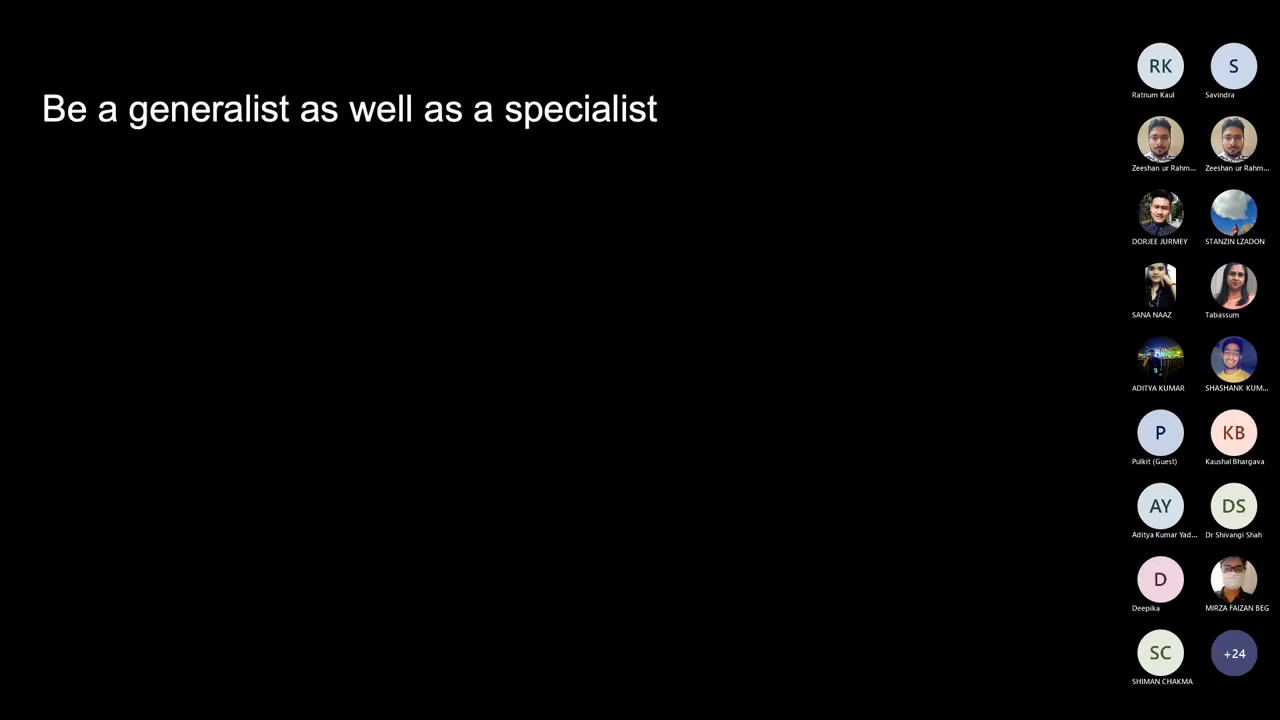 Be a generalist as well as a specialist
RK
S
Ratnum Kaul
Savindra
Zeeshan ur Rahm...
Zeeshan ur Rahm...
DORJEE JURMEY
STANZIN LZADON
SANA NAAZ
Tabassum
ADITYA KUMAR
SHASHANK KUM...
P
KB
Pulkit (Guest)
Kaushal Bhargava
AY
DS
Aditya Kumar Yad...
Dr Shivangi Shah
D
Deepika
MIRZA FAIZAN BEG
SC
+24
SHIMAN CHAKMA